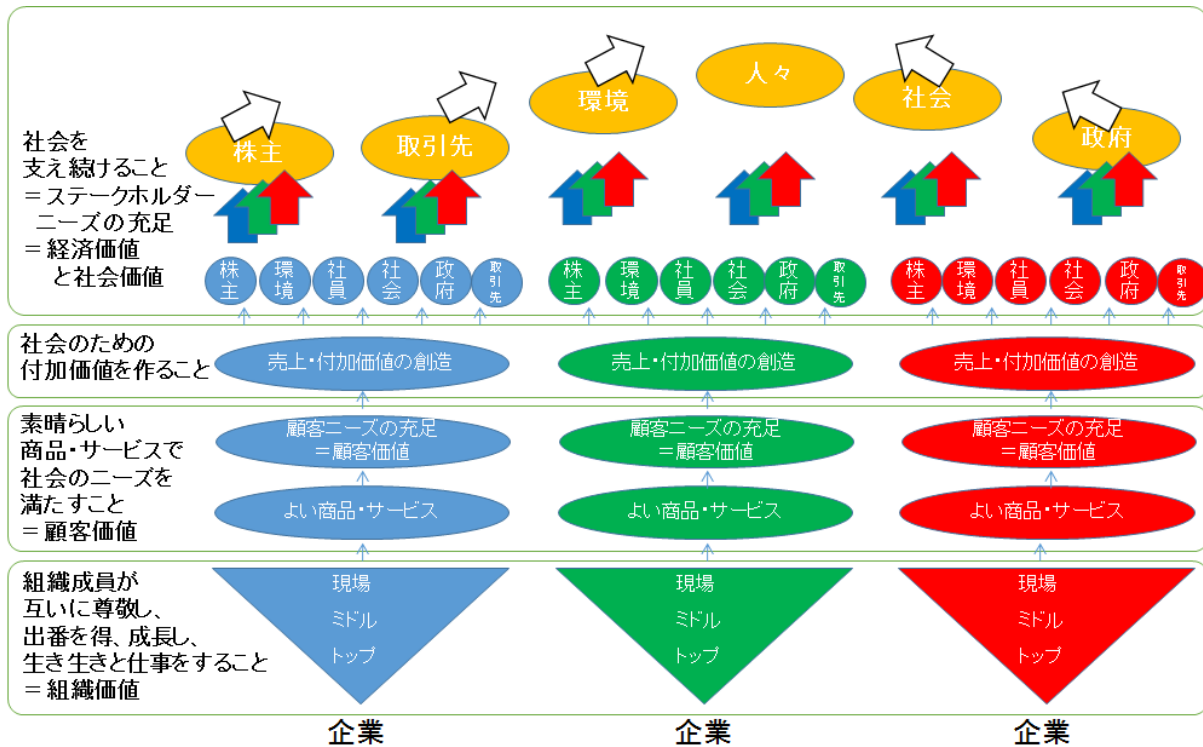 社会を
支え続けること
＝ステークホルダー
ニーズの充足
＝経済価値
と社会価値
株主
取引先
環境
人々
社会
政府
株主
環境
社員
社会
政府
取引先
株主
環境
社員
社会
政府
取引先
株主
環境
社員
社会
政府
取引先
社会のための
付加価値を作ること
売上・付加価値の創造
売上・付加価値の創造
売上・付加価値の創造
素晴らしい
商品・サービスで
社会のニーズを
満たすこと
＝顧客価値
顧客ニーズの充足
＝顧客価値
よい商品・サービス
顧客ニーズの充足
＝顧客価値
よい商品・サービス
顧客ニーズの充足
＝顧客価値
よい商品・サービス
組織成員が
互いに尊敬し、
出番を得、成長し、
生き生きと仕事をすること
＝組織価値
現場
ミドル
トップ
現場
ミドル
トップ
現場
ミドル
トップ
企業
企業
企業